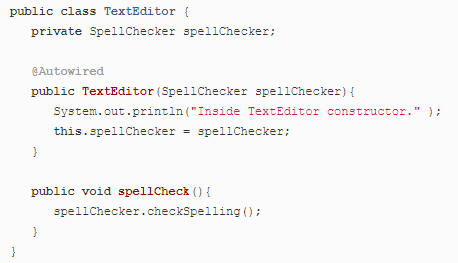 public class TextEditor {
private SpellChecker spellChecker;
@Autowired
public TextEditor(SpellChecker spellChecker){
System.out.println("Inside TextEditor constructor." );
this.spellChecker = spellChecker;
}
public void spellCheck(){
spellChecker.checkSpelling();
}
}